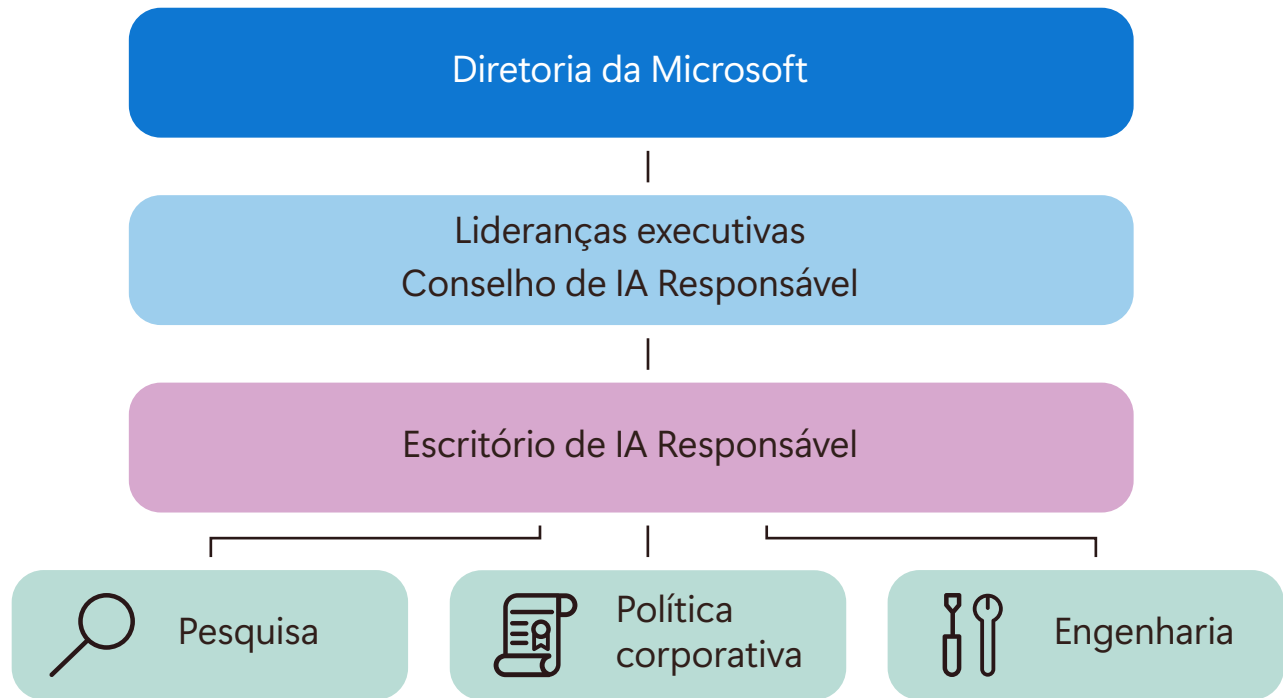 Diretoria da Microsoft
Lideranças executivas
Conselho de IA Responsável
Escritório de IA Responsável
Pesquisa
Política
corporativa
Engenharia